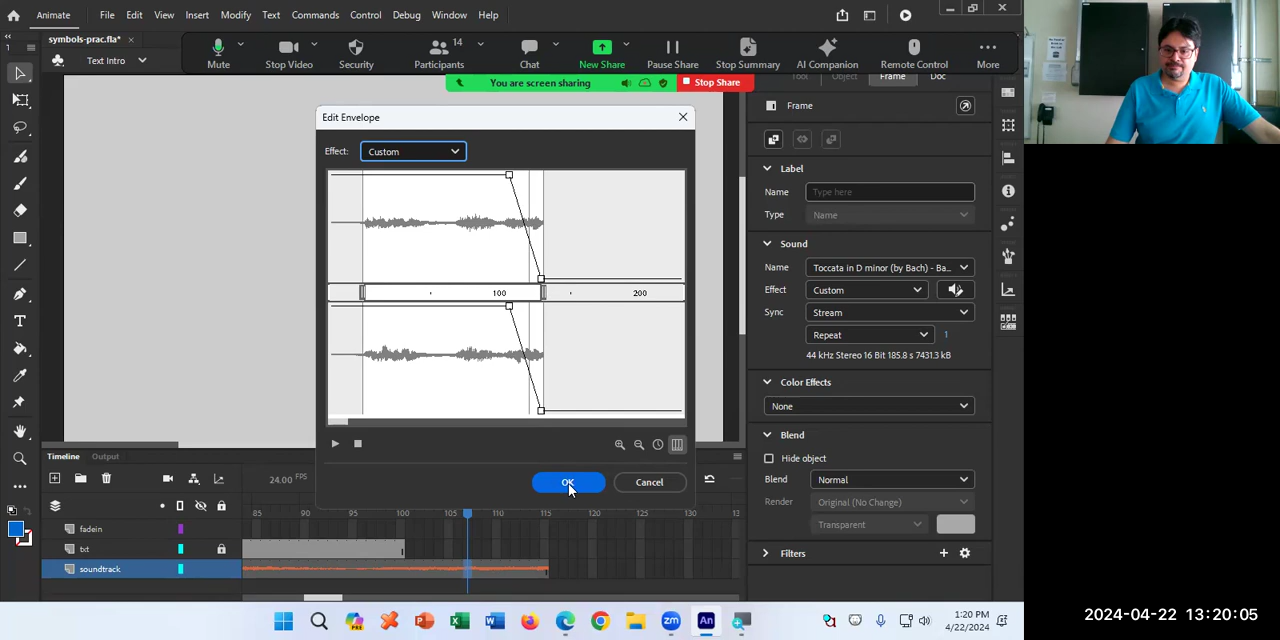 Animate File Edit View Insert Modify Text Commands Control Debug Window Help
symbols-prac.fla* ×
Text Intro
Mute Stop Video Security Participants 14 Chat New Share Pause Share Stop Summary AI Companion Remote Control More
You are screen sharing Stop Share
Tool Object Frame Doc
Frame
Label
Name Type here
Type Name
Sound
Name Toccata in D minor (by Bach) - Ba...
Effect Custom
Sync Stream
Repeat 1
44 kHz Stereo 16 Bit 185.8 s 7431.3 kB
Color Effects
None
Blend
Hide object
Blend Normal
Render Original (No Change)
Transparent
Filters
Edit Envelope
Effect: Custom
100 200
OK Cancel
Timeline Output
24.00 FPS
85 90 95 100 105 110 115 120 125 130
fadein
txt
soundtrack
1:20 PM
4/22/2024
2024-04-22 13:20:05